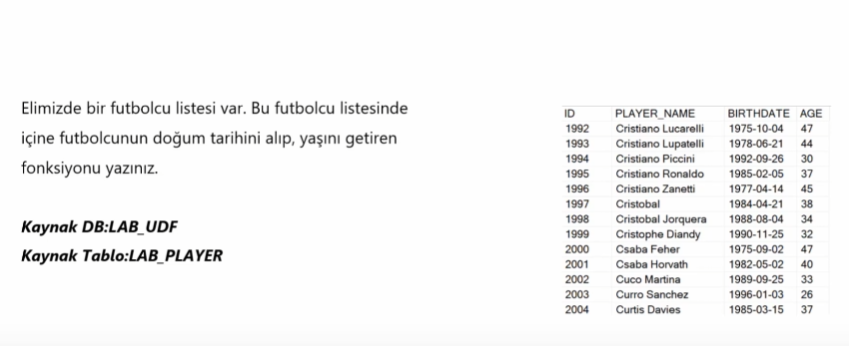 Elimizde bir futbolcu listesi var. Bu futbolcu listesinde
içine futbolcunun doğum tarihini alıp, yaşını getiren
fonksiyonu yazınız.
Kaynak DB:LAB_UDF
Kaynak Tablo:LAB_PLAYER
ID PLAYER_NAME BIRTHDATE AGE
1992 Cristiano Lucarelli 1975-10-04 47
1993 Cristiano Lupatelli 1978-06-21 44
1994 Cristiano Piccini 1992-09-26 30
1995 Cristiano Ronaldo 1985-02-05 37
1996 Cristiano Zanetti 1977-04-14 45
1997 Cristobal 1984-04-21 38
1998 Cristobal Jorquera 1988-08-04 34
1999 Cristophe Diandy 1990-11-25 32
2000 Csaba Feher 1975-09-02 47
2001 Csaba Horvath 1982-05-02 40
2002 Cuco Martina 1989-09-25 33
2003 Curro Sanchez 1996-01-03 26
2004 Curtis Davies 1985-03-15 37